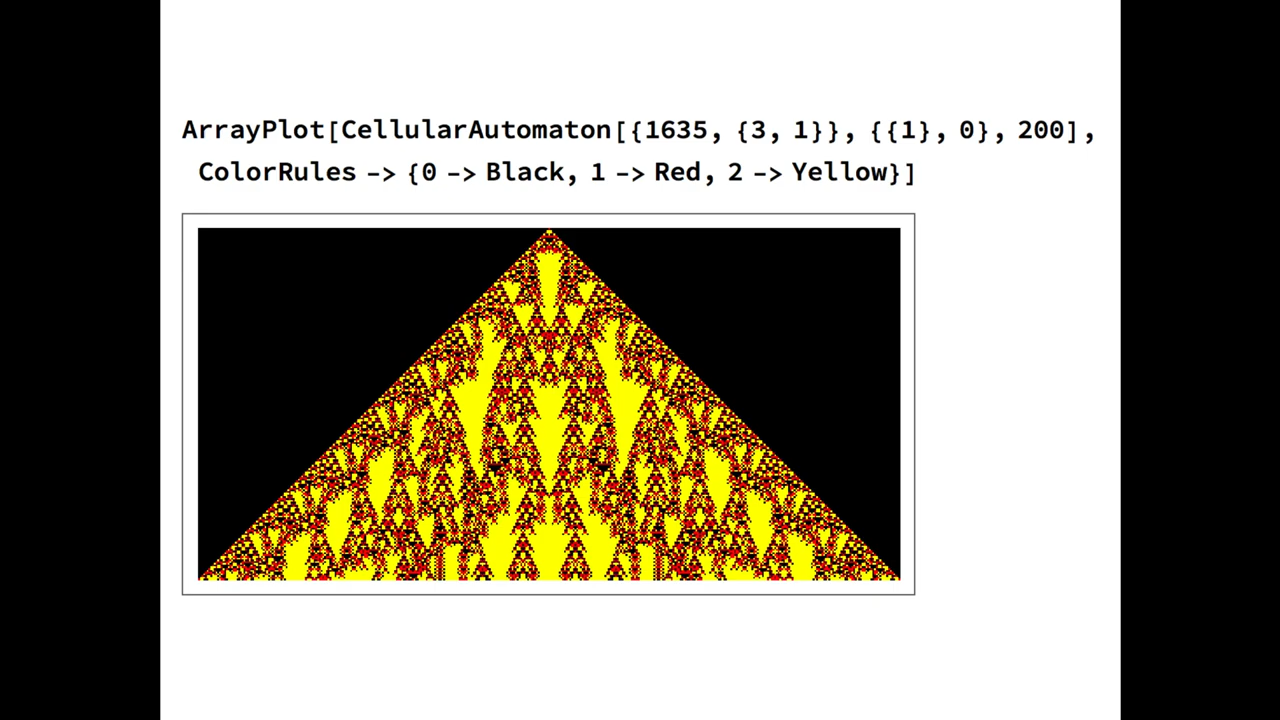 ArrayPlot[CellularAutomaton[{1635, {3, 1}}, {{1}, 0}, 200],
ColorRules -> {0 -> Black, 1 -> Red, 2 -> Yellow}]